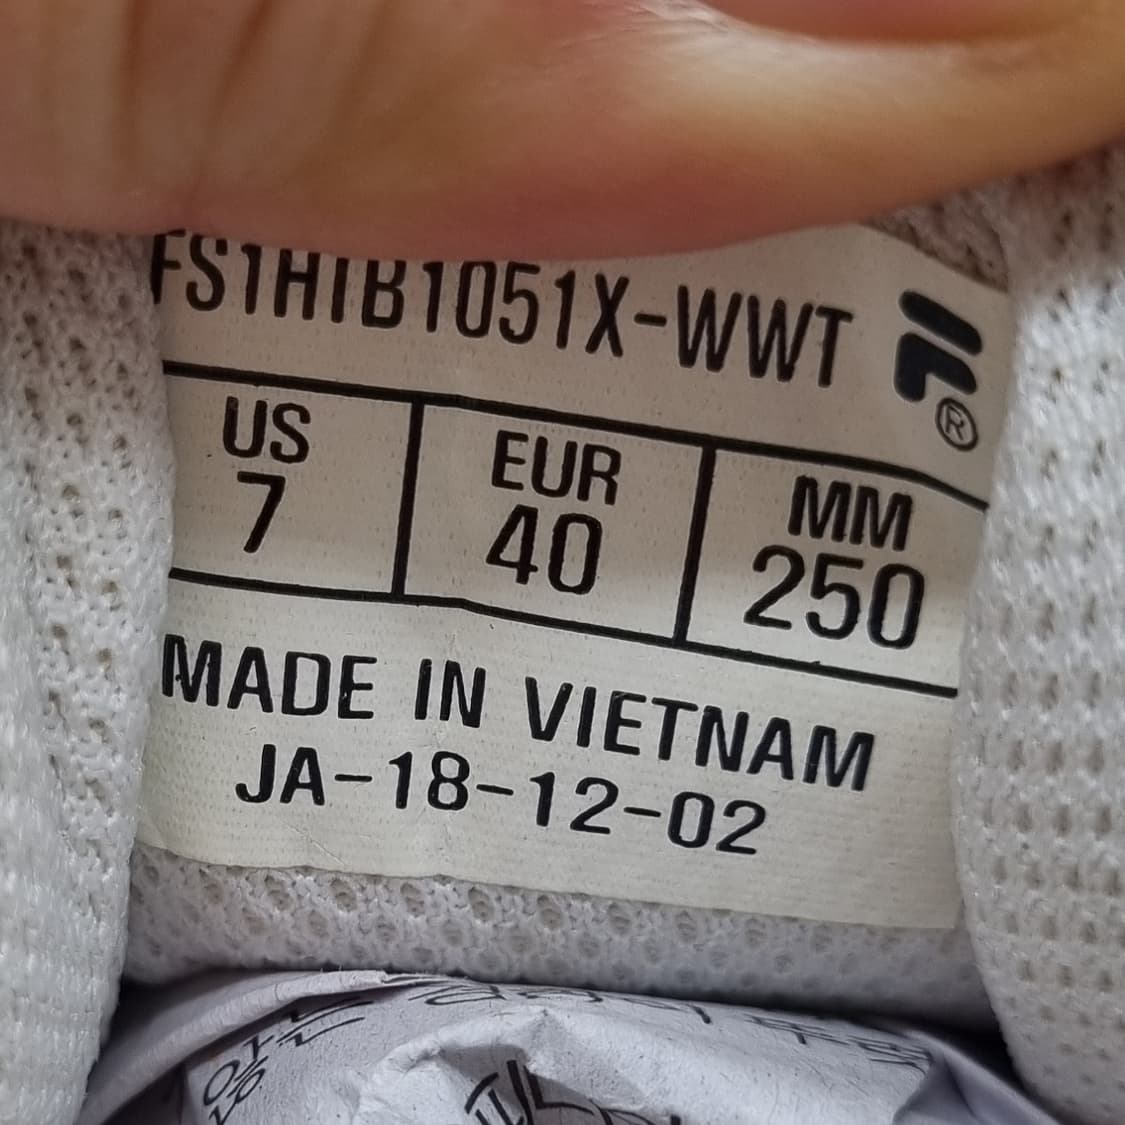 FS1HTB1051X-WWT
®
US EUR MM
7 40 250
MADE IN VIETNAM
JA-18-12-02